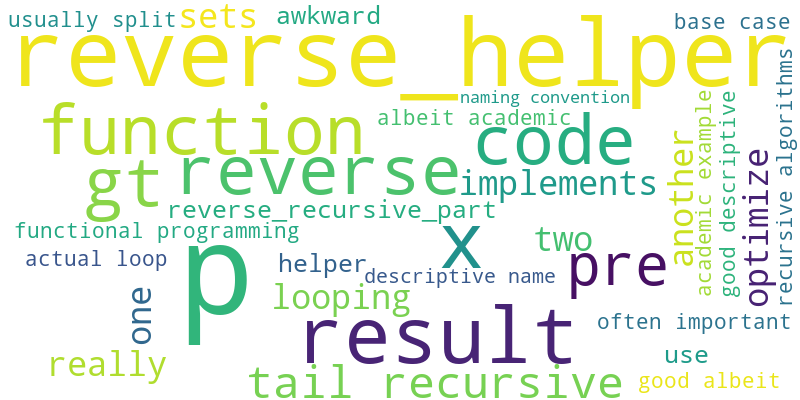 usually split
sets
awkward
base case
reverse_helper
naming convention
function
albeit academic
code
gt
reverse
implements
reverse_recursive_part
functional programming
p
x
two
pre
another
academic example
good descriptive
optimize
recursive algorithms
actual loop
helper
descriptive name
one
looping
result
often important
really
use
tail recursive
good albeit